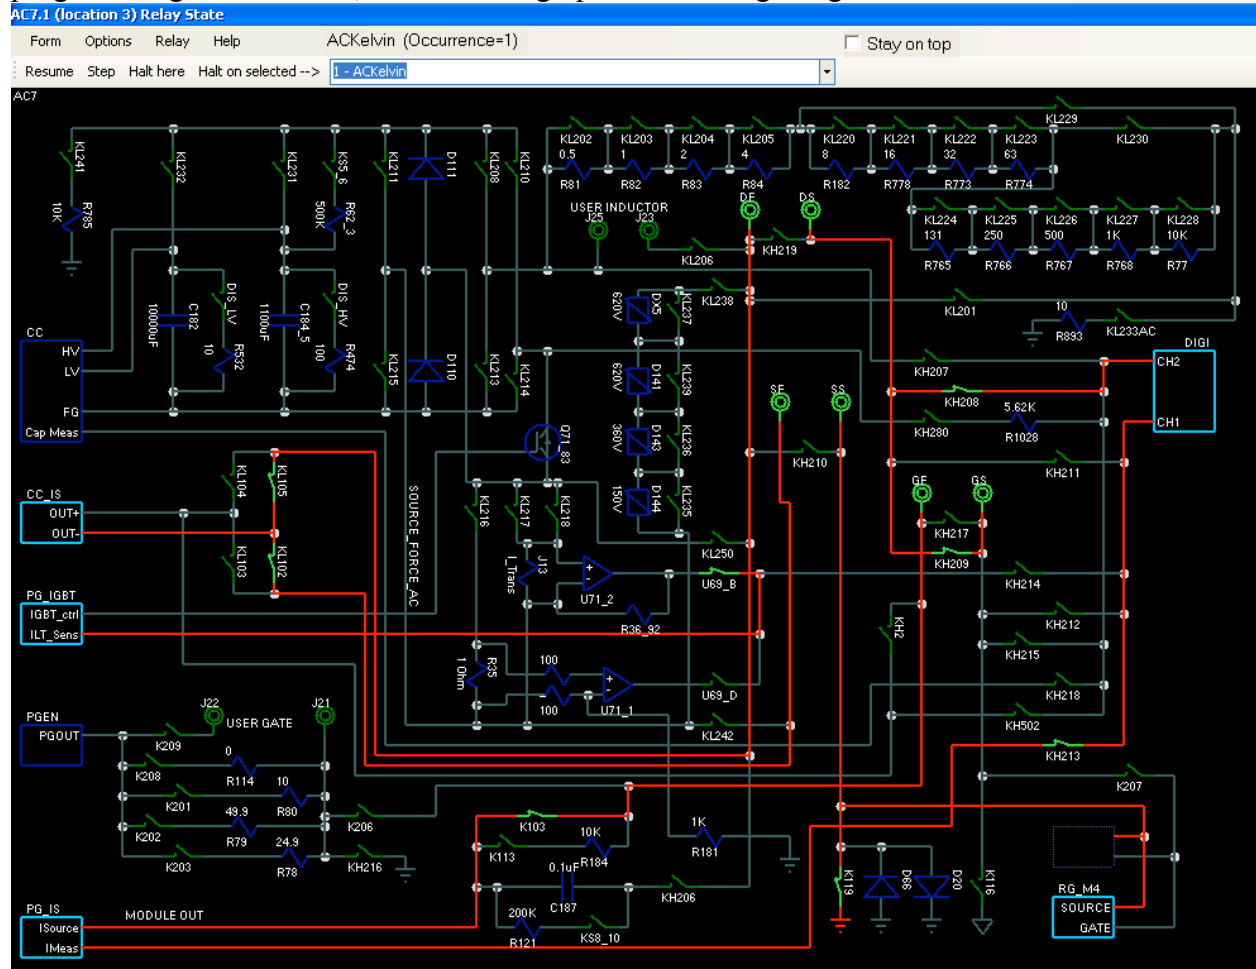 AC7.1 (location 3) Relay State
Form Options Relay Help ACKelvin (Occurrence=1) Stay on top
Resume Step Halt here Halt on selected --> 1 - ACKelvin
AC7
KL229
KL202 KL203 KL204 KL205 KL220 KL221 KL222 KL223 KL230
0.5 1 2 4 8 16 32 63
R81 R82 R83 R84 R182 R778 R773 R774
KL241 KL232 KL231 KS5_6 KL211 D111 KL208 KL210
10K R785 500K R62_3
USER INDUCTOR
J25 J23 DF DS
KL206 KH219
KL224 KL225 KL226 KL227 KL228
131 250 500 1K 10K
R765 R766 R767 R768 R77
10000uF C182 DIS_LV 1100uF C184_5 DIS_HV
10 R532 100 R474
620V DX5 KL237 KL238 KL201
10
R893 KL233AC
CC
HV
LV
FG
Cap Meas
KL215 D110 KL213 KL214
620V D141 KL239
KH207
KH208
DIGI
CH2
CH1
SF SS
5.62K
KH280 R1028
Q71_83
360V D143 KL236
KH210 KH211
KL104 KL105
CC_IS
OUT+
OUT-
KL103 KL102
SOURCE_FORCE_AC
KL216 KL217 KL218
150V D144 KL235
GF GS
KH217
KL250 KH209
I_Trans J13
U71_2 U69_B KH214
PG_IGBT
IGBT_ctrl
ILT_Sens
R36_92
KH2 KH212
KH215
1 Ohm R35
100
100
U71_1 U69_D KH218
PGEN
PGOUT
J22 USER GATE J21
KL242 KH502
K209 KH213
0
K208 R114
10
K201 R80
K207
49.9
K202 R79 K206
24.9
K203 R78 KH216
K103
10K
K113 R184
1K
R181
0.1uF
C187 KH206
K119 D66 D20 K116
RG_M4
SOURCE
GATE
PG_IS MODULE OUT
ISource
IMeas
200K
R121 KS8_10